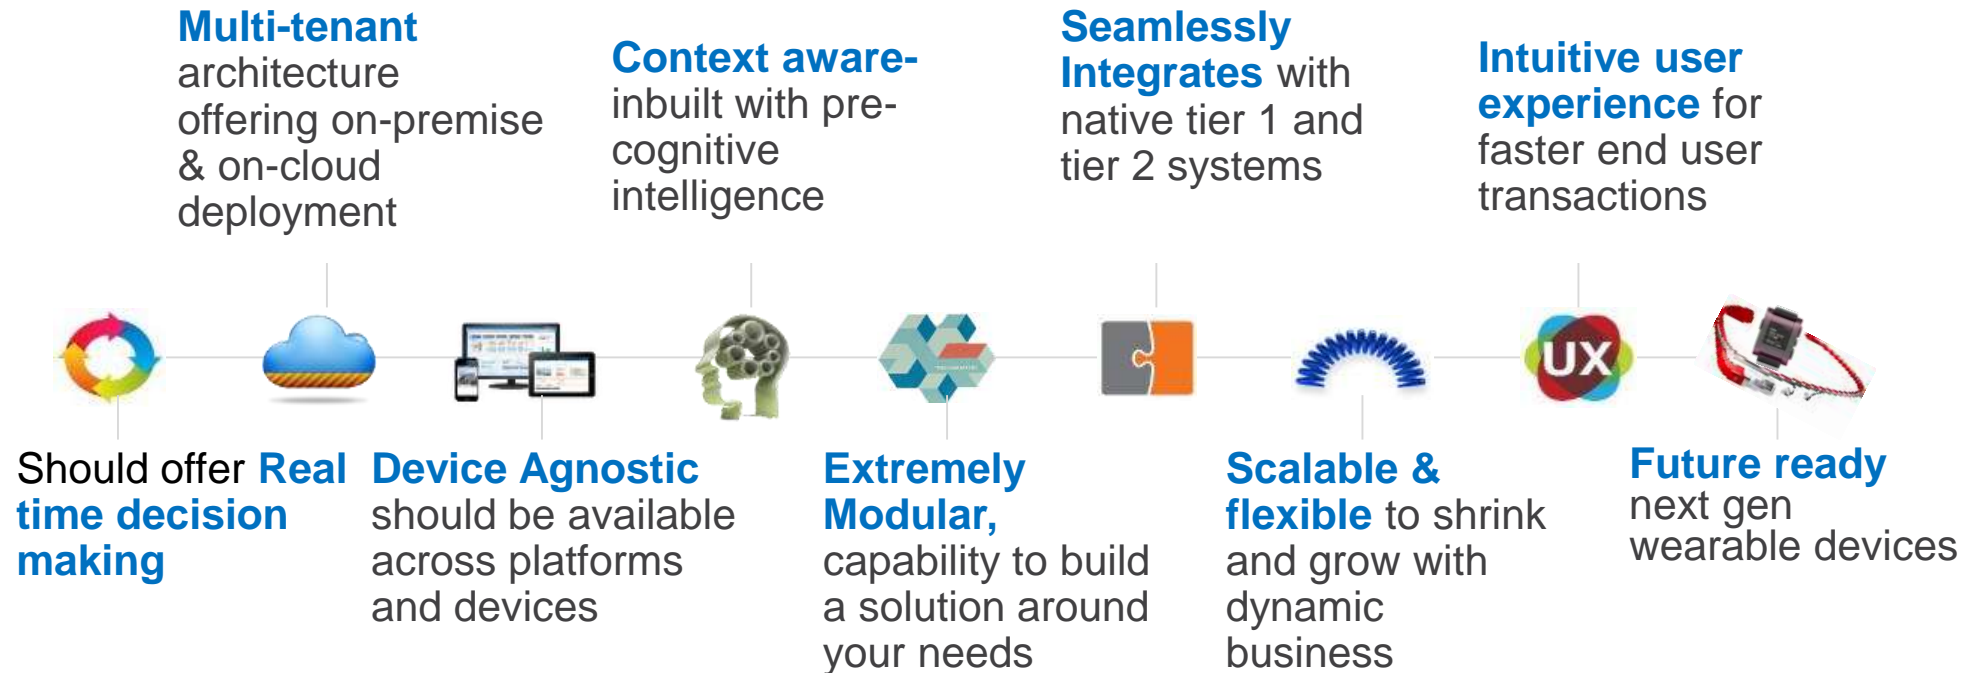 Multi-tenant
architecture
offering on-premise
& on-cloud
deployment
Context aware-
inbuilt with pre-
cognitive
intelligence
Seamlessly
Integrates with
native tier 1 and
tier 2 systems
Intuitive user
experience for
faster end user
transactions
UX
Should offer Real
time decision
making
Device Agnostic
should be available
across platforms
and devices
Extremely
Modular,
capability to build
a solution around
your needs
Scalable &
flexible to shrink
and grow with
dynamic
business
Future ready
next gen
wearable devices